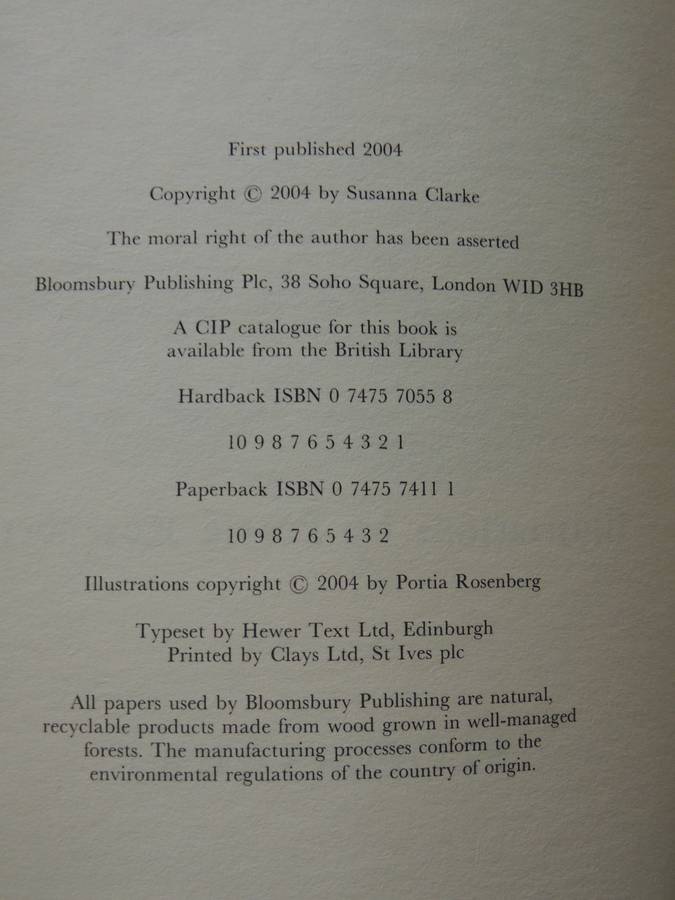 First published 2004
Copyright © 2004 by Susanna Clarke
The moral right of the author has been asserted
Bloomsbury Publishing Plc, 38 Soho Square, London WID 3HB
A CIP catalogue for this book is
available from the British Library
Hardback ISBN 0 7475 7055 8
10 9 8 7 6 5 4 3 2 1
Paperback ISBN 0 7475 7411 1
10 9 8 7 6 5 4 3 2
Illustrations copyright © 2004 by Portia Rosenberg
Typeset by Hewer Text Ltd, Edinburgh
Printed by Clays Ltd, St Ives plc
All papers used by Bloomsbury Publishing are natural,
recyclable products made from wood grown in well-managed
forests. The manufacturing processes conform to the
environmental regulations of the country of origin.